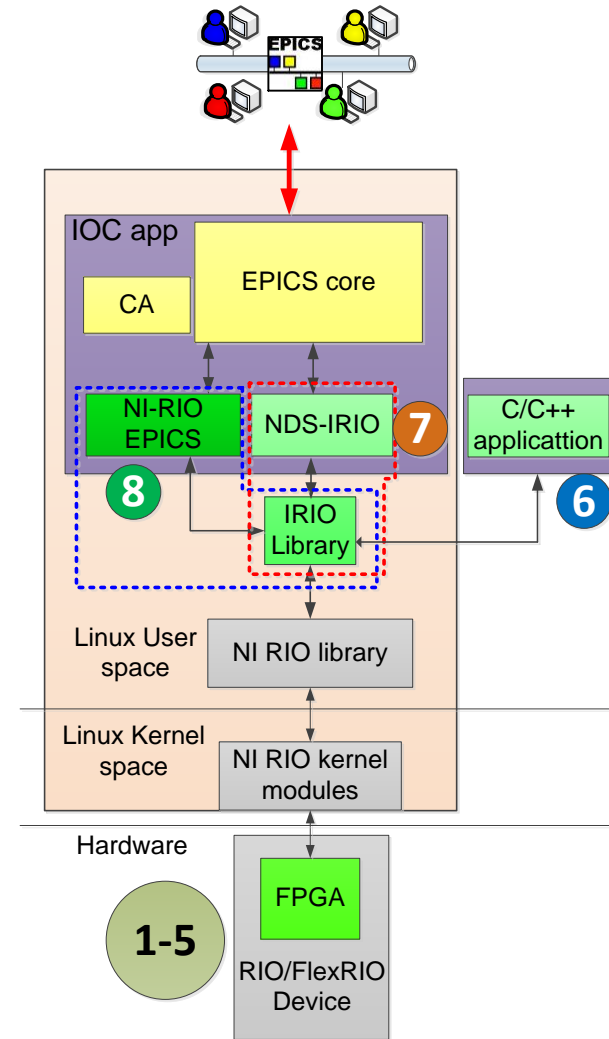 EPICS
IOC app
EPICS core
CA
NI-RIO
EPICS
NDS-IRIO
7
C/C++
applicattion
8
6
IRIO
Library
Linux User
space
NI RIO library
Linux Kernel
space
NI RIO kernel
modules
Hardware
FPGA
1-5
RIO/FlexRIO
Device